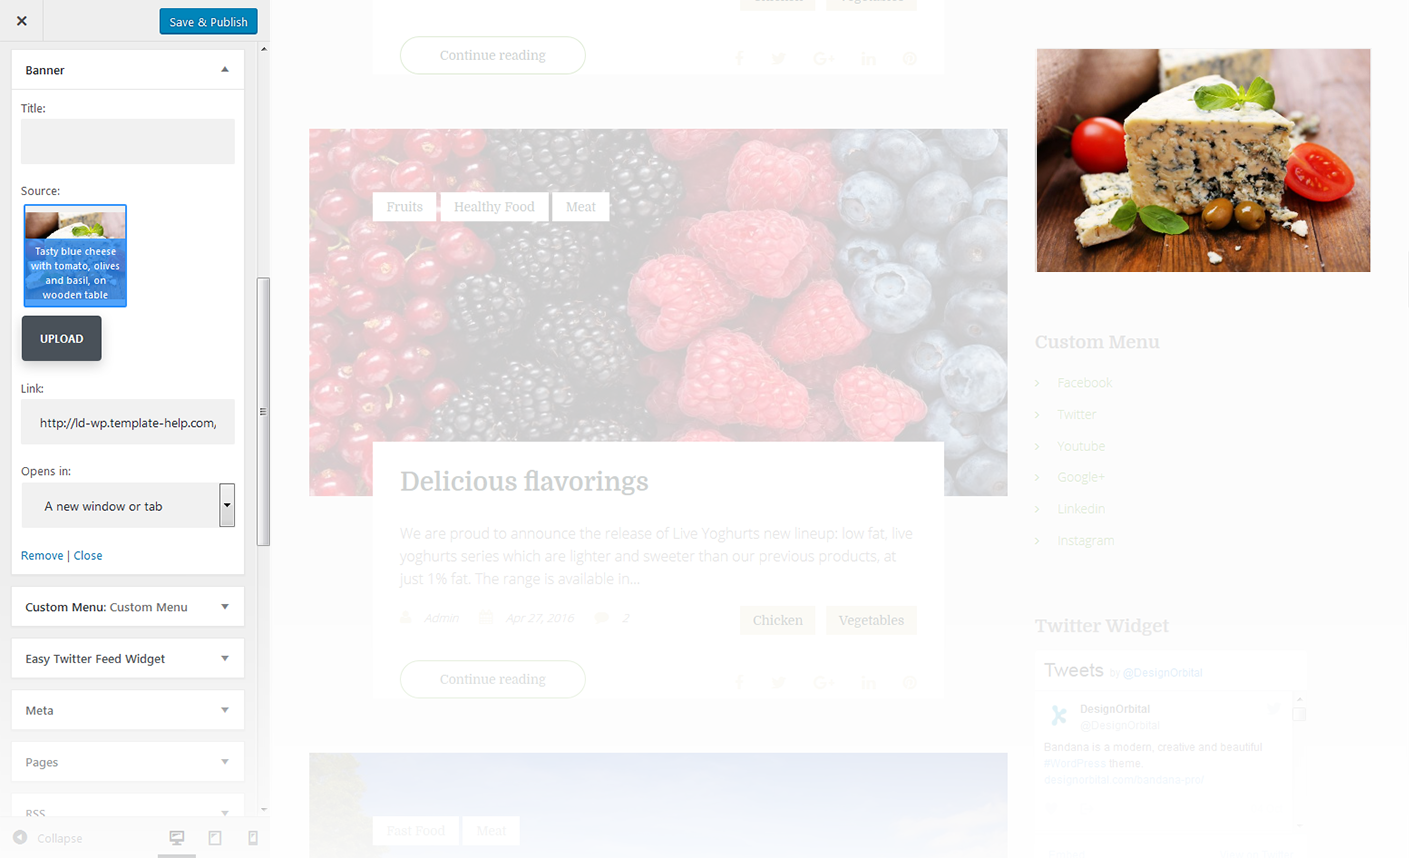 Save & Publish
Banner
Title:
Source:
Tasty blue cheese
with tomato, olives
and basil, on
wooden table
UPLOAD
Link:
http://ld-wp.template-help.com,
Opens in:
A new window or tab
Remove | Close
Custom Menu: Custom Menu
Easy Twitter Feed Widget
Meta
Pages
RSS
Collapse
Chicken
Vegetables
Continue reading
Fruits
Healthy Food
Meat
Delicious flavorings
We are proud to announce the release of Live Yoghurts new lineup: low fat, live
yoghurts series which are lighter and sweeter than our previous products, at
just 1% fat. The range is available in...
Admin
Apr 27, 2016
2
Chicken
Vegetables
Continue reading
Fast Food
Meat
Custom Menu
Facebook
Twitter
Youtube
Google+
Linkedin
Instagram
Twitter Widget
Tweets by @DesignOrbital
DesignOrbital
@DesignOrbital
Bandana is a modern, creative and beautiful
#WordPress theme.
designorbital.com/bandana-pro/